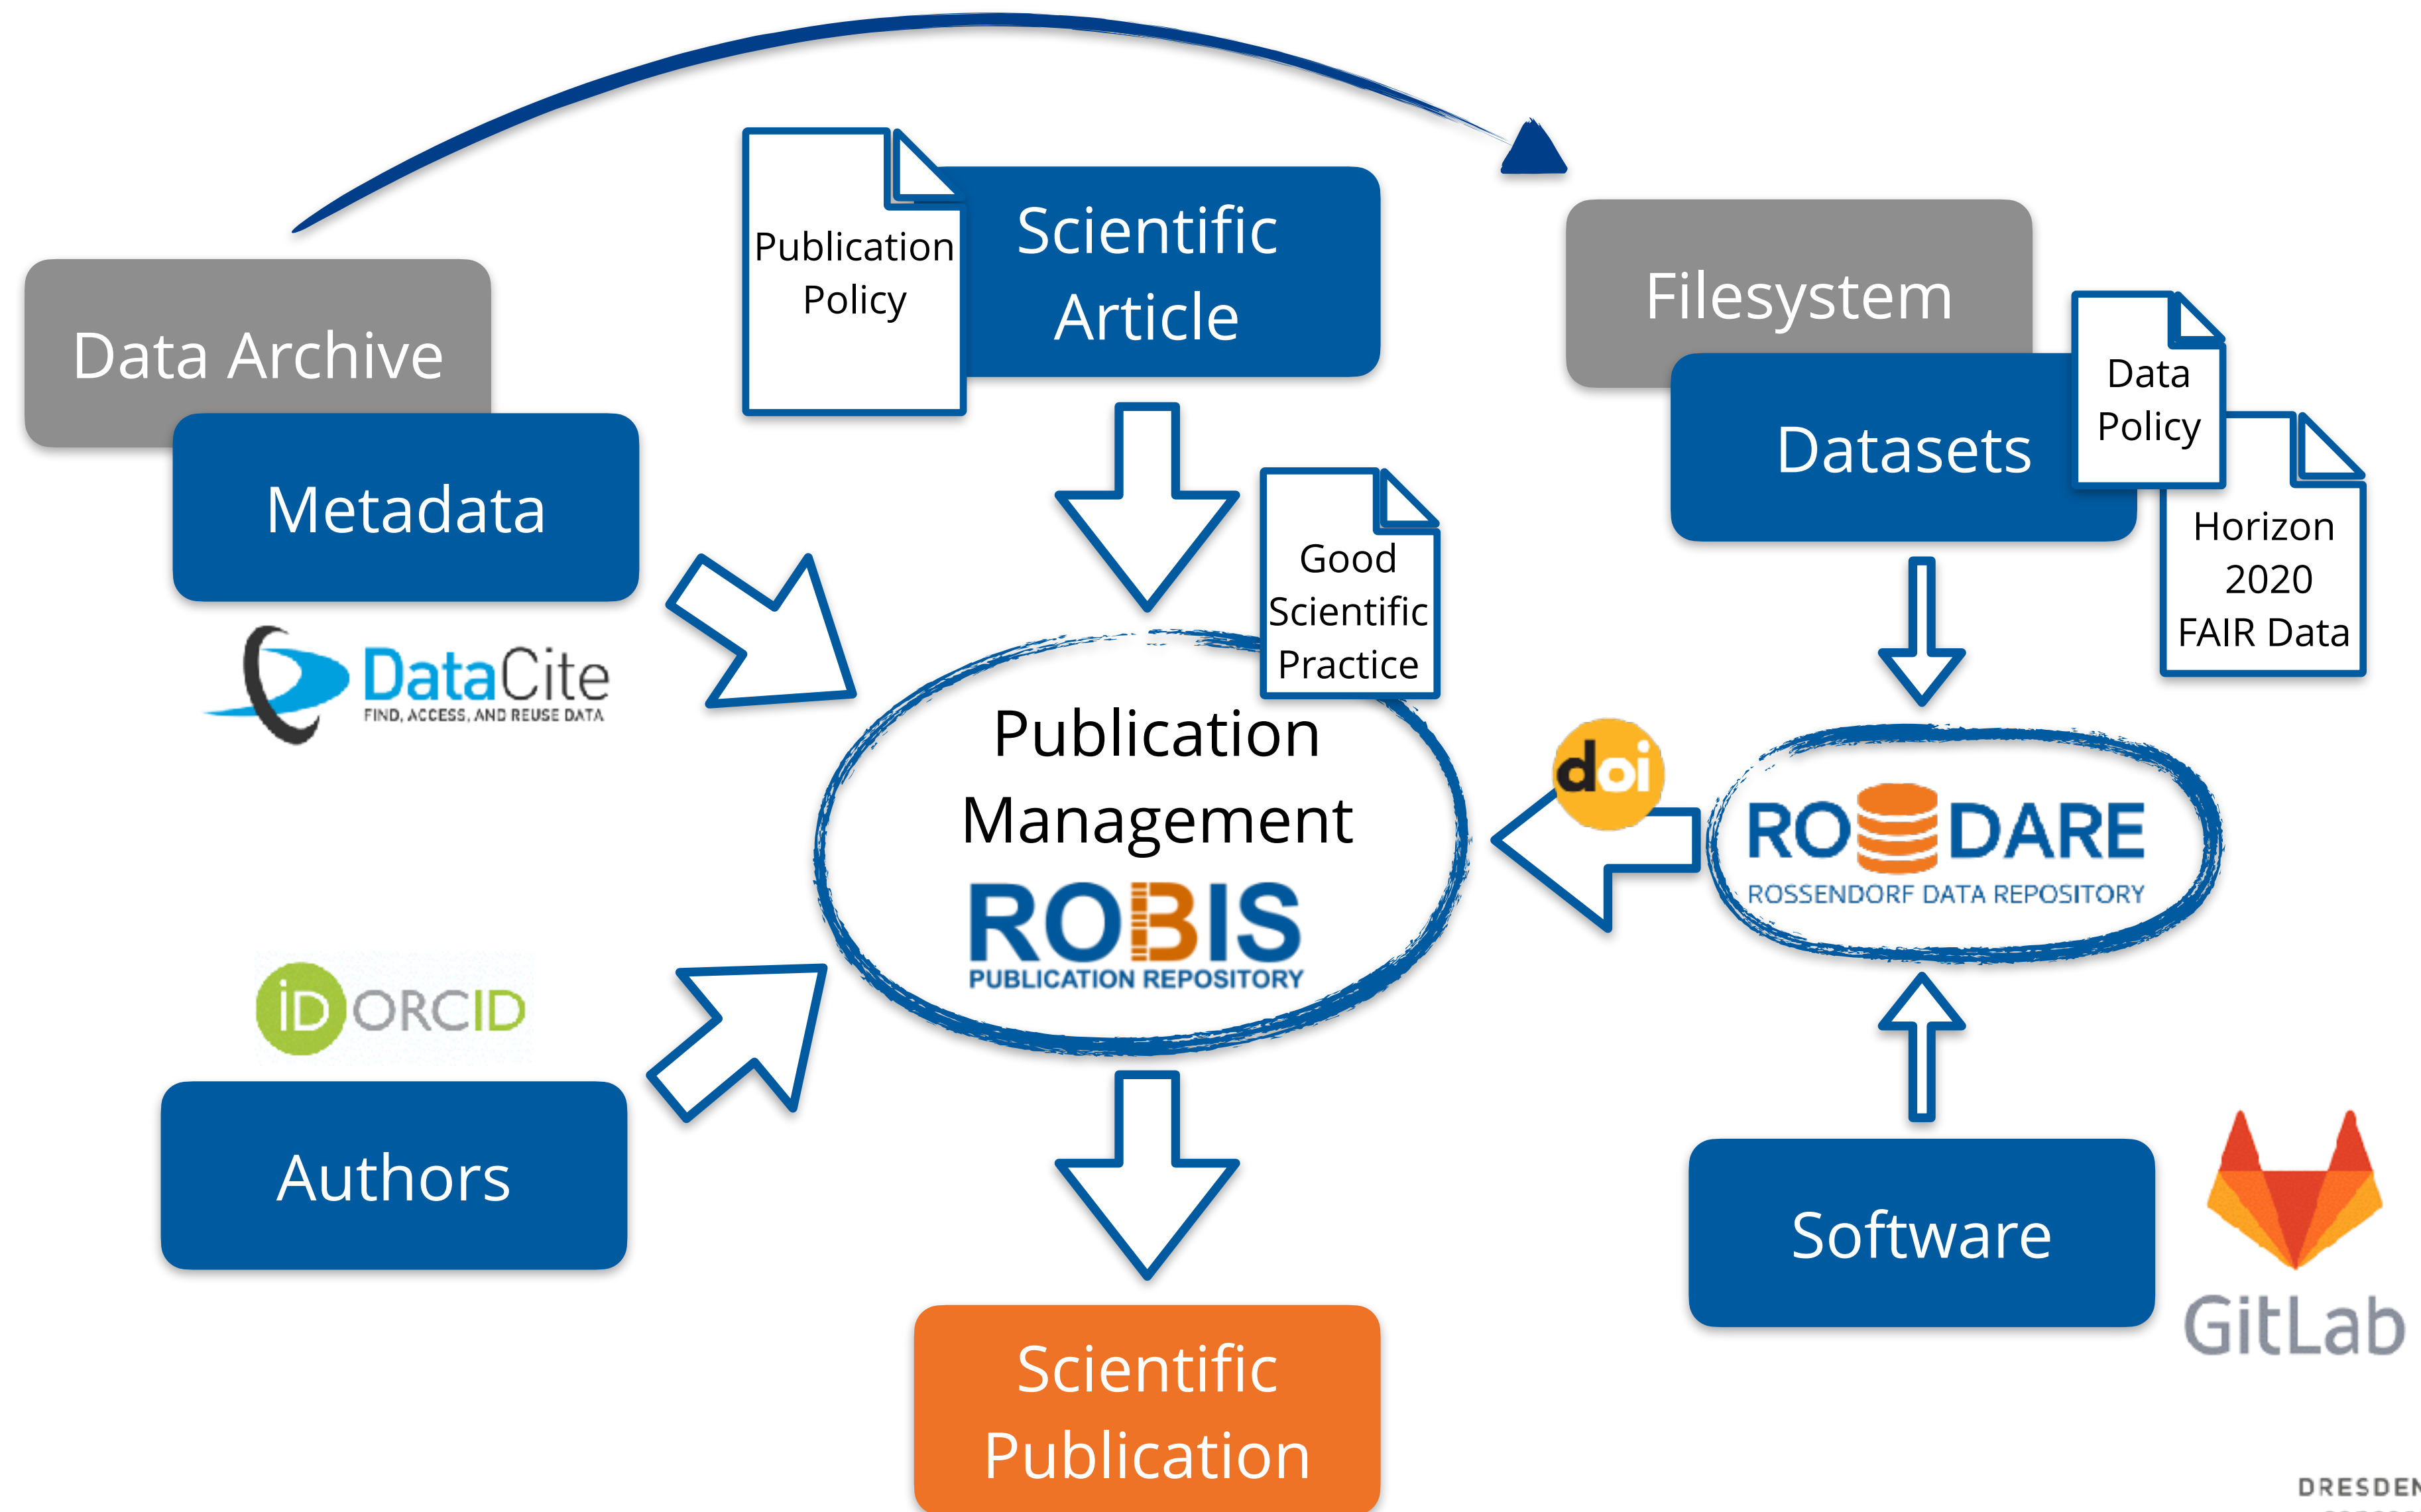 Publication
Policy
Scientific
Article
Data Archive
Metadata
DataCite
FIND, ACCESS, AND REUSE DATA
Filesystem
Datasets
Data
Policy
Horizon
2020
FAIR Data
Good
Scientific
Practice
Publication
Management
ROBIS
PUBLICATION REPOSITORY
doi
RODARE
ROSSENDORF DATA REPOSITORY
iD ORCID
Authors
Software
GitLab
Scientific
Publication
DRESDEN